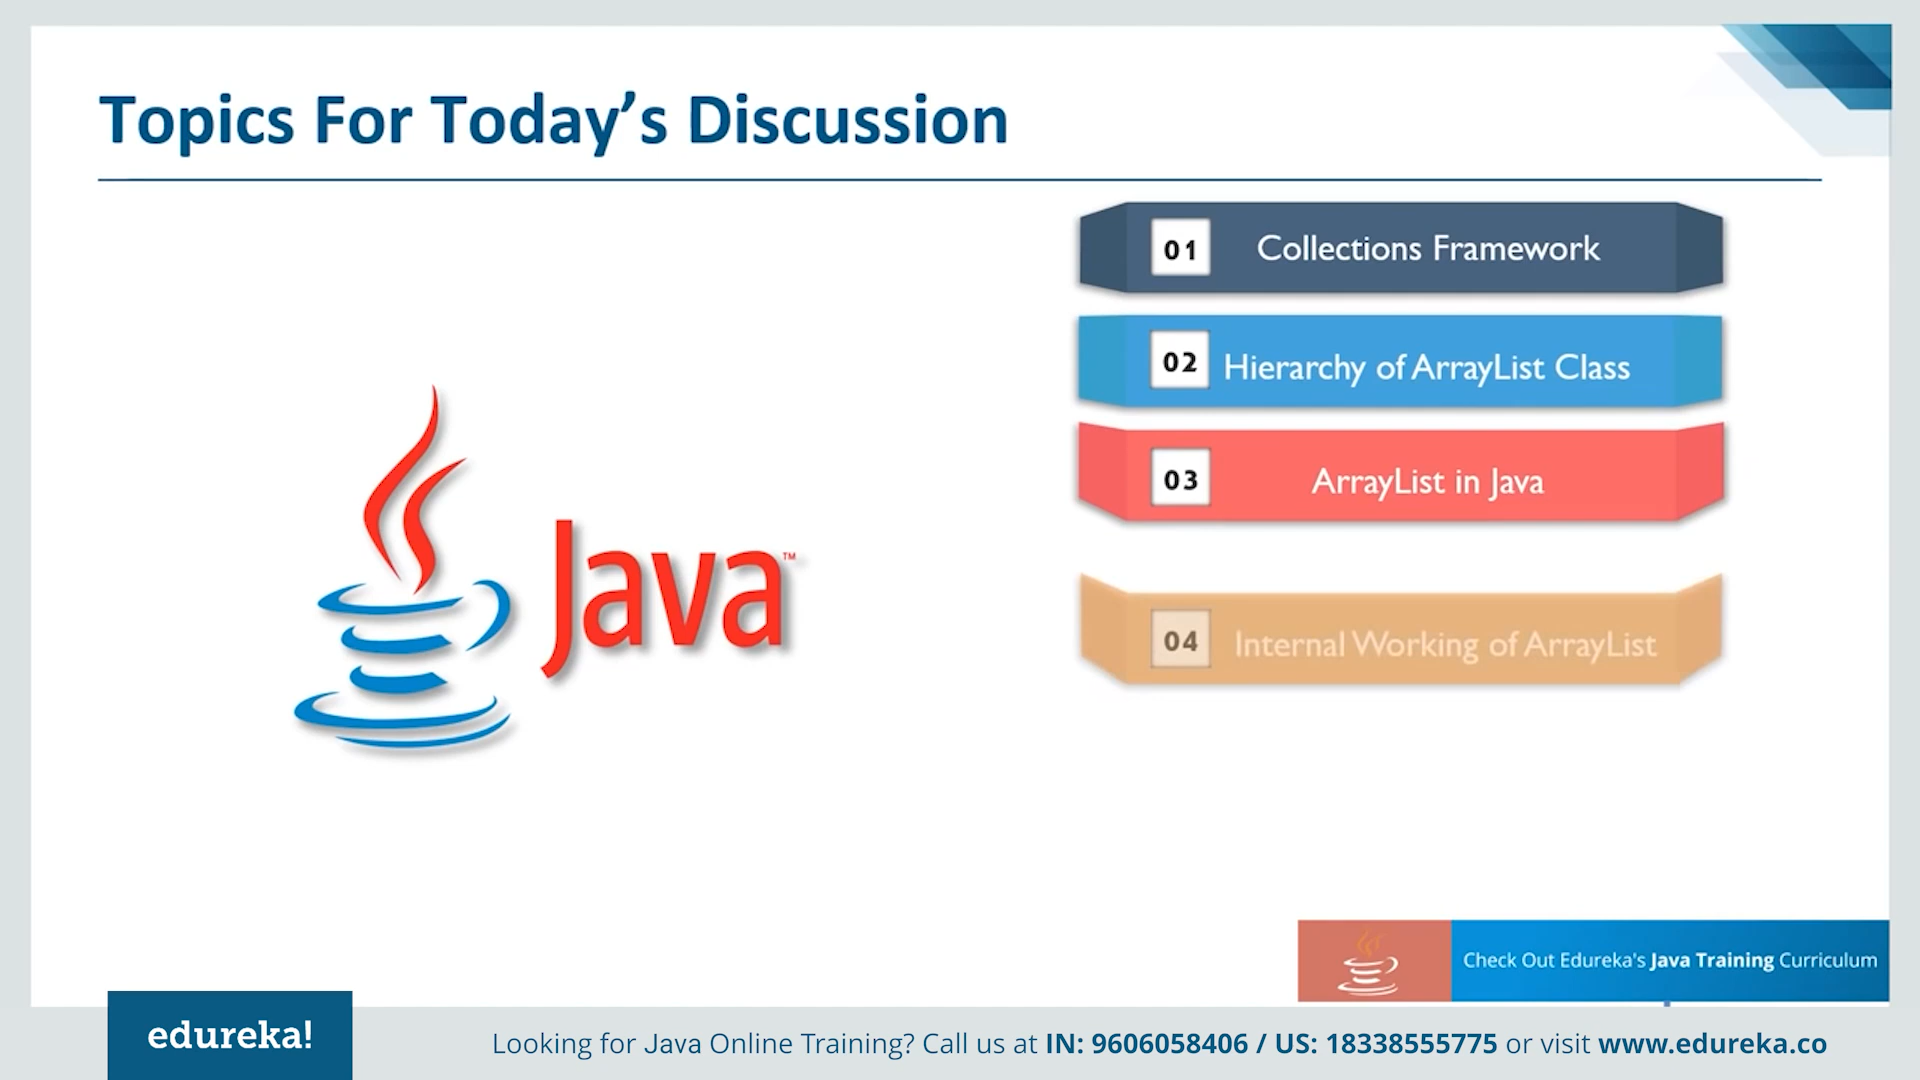 Topics For Today’s Discussion
01 Collections Framework
02 Hierarchy of ArrayList Class
03 ArrayList in Java
04 Internal Working of ArrayList
Java™
Check Out Edureka's Java Training Curriculum
edureka!
Looking for Java Online Training? Call us at IN: 9606058406 / US: 18338555775 or visit www.edureka.co